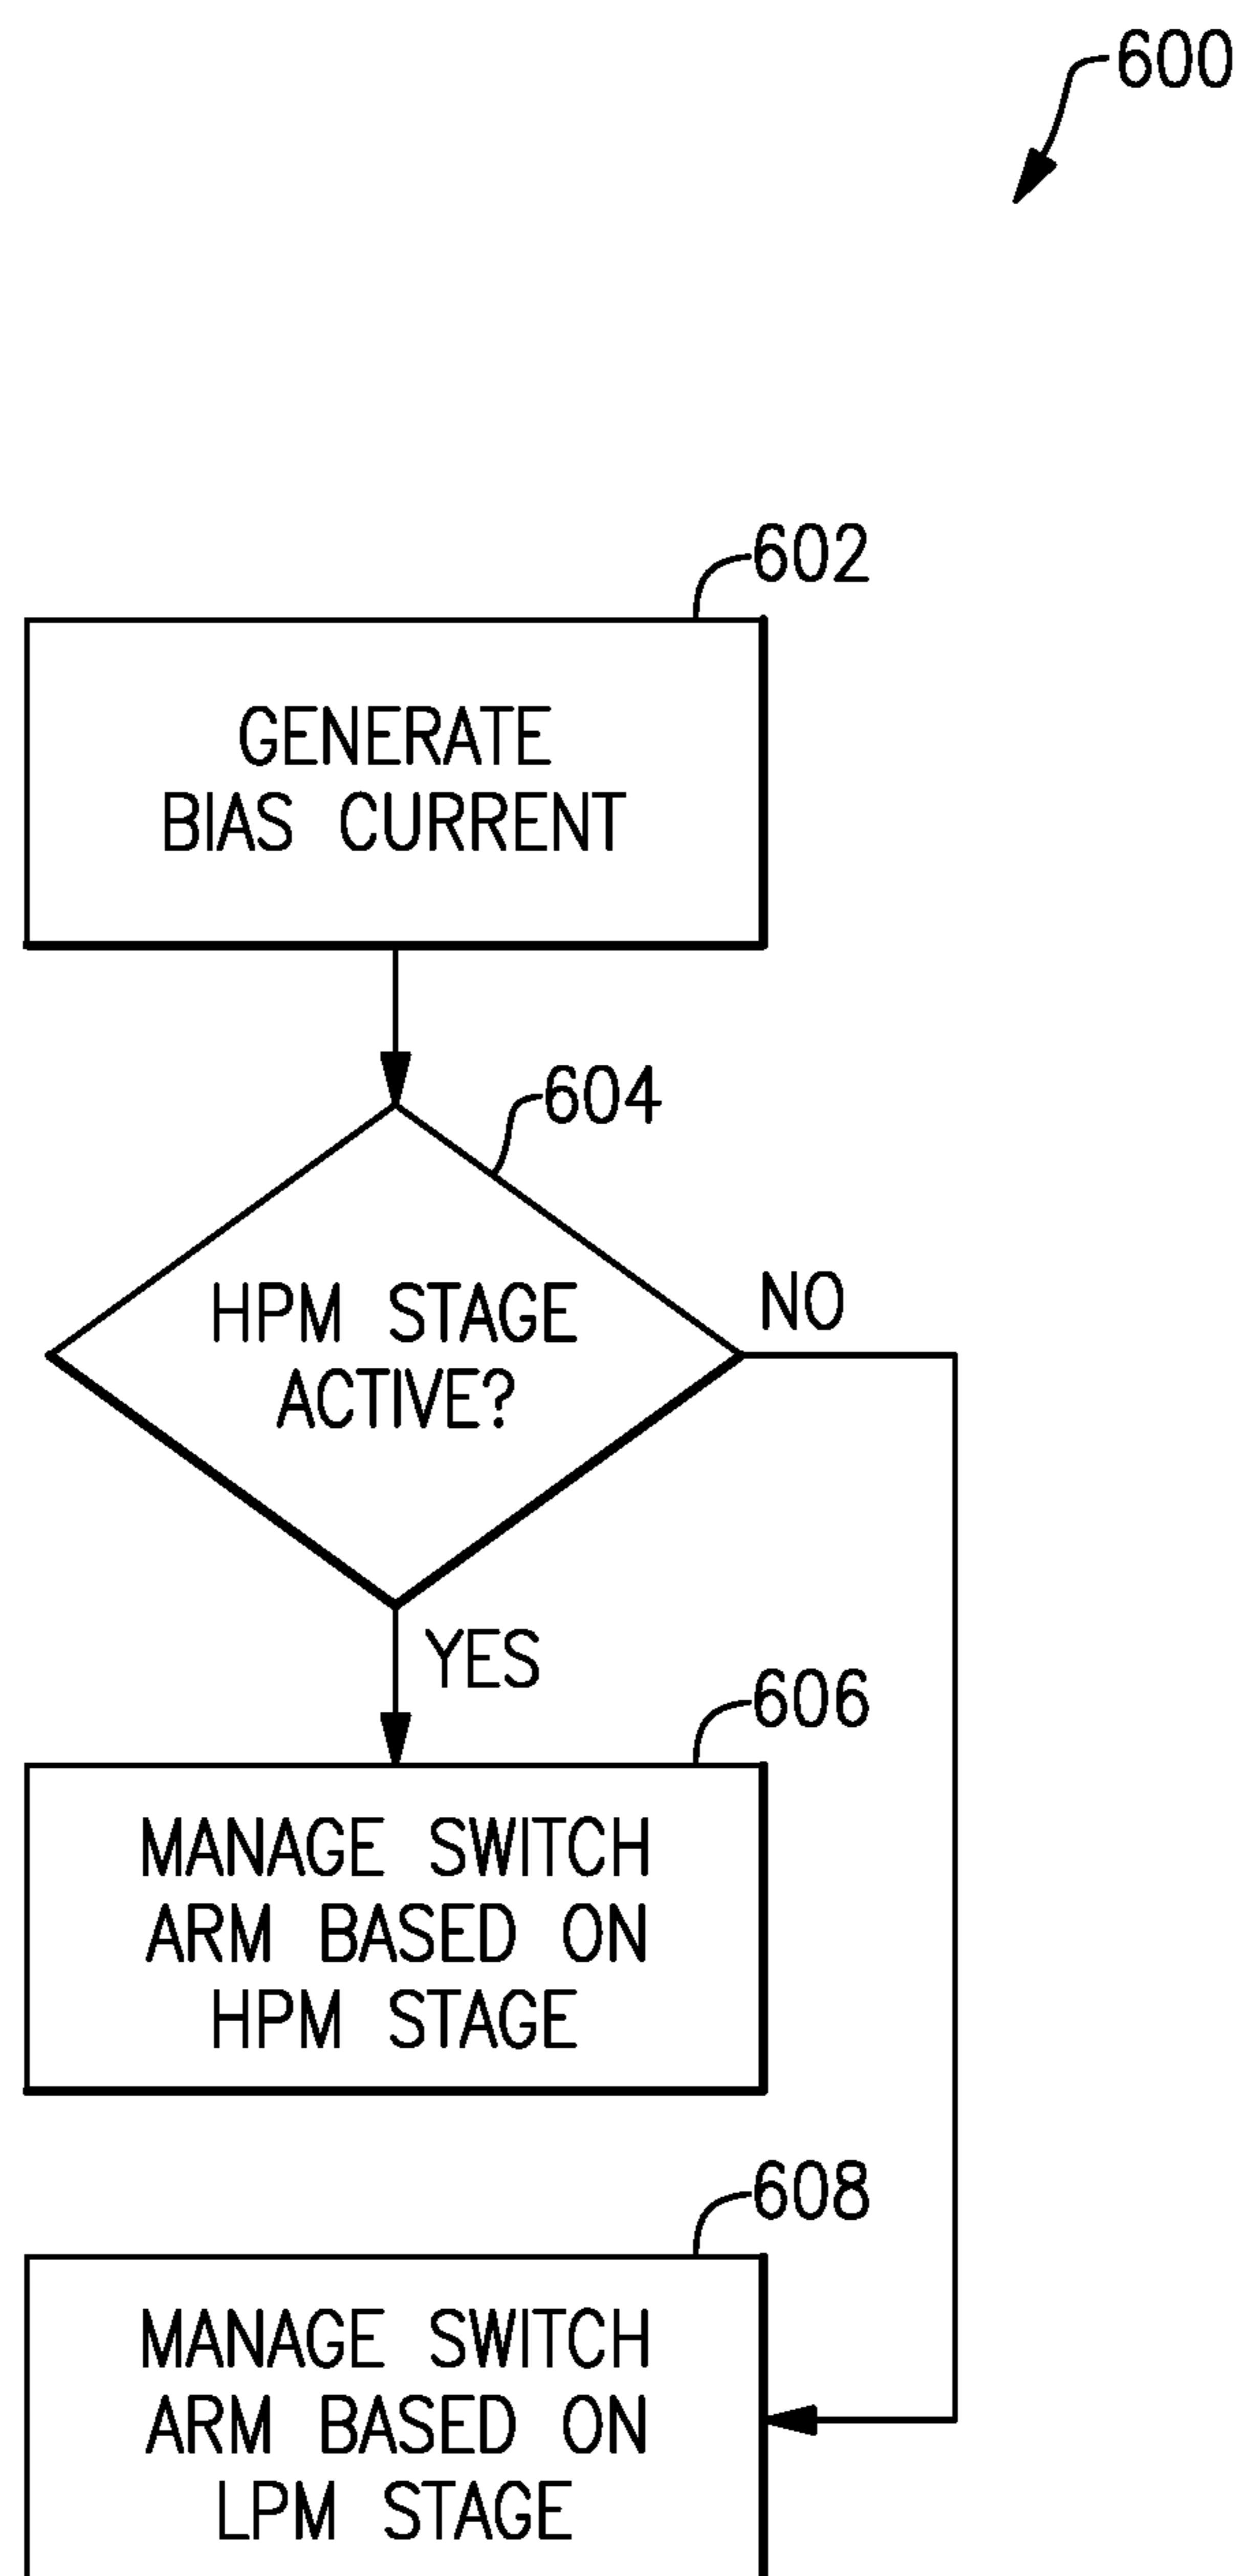 600
602
GENERATE
BIAS CURRENT
604
HPM STAGE
ACTIVE?
NO
YES
606
MANAGE SWITCH
ARM BASED ON
HPM STAGE
608
MANAGE SWITCH
ARM BASED ON
LPM STAGE